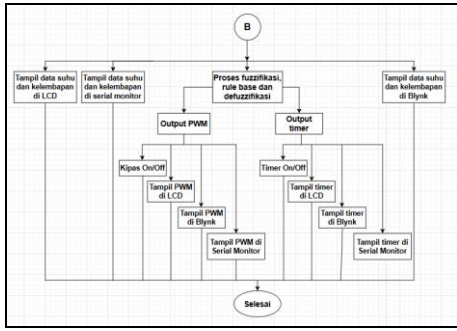 B
Tampil data suhu
dan kelembapan
di LCD
Tampil data suhu
dan kelembapan
di serial monitor
Proses fuzzifikasi,
rule base dan
defuzzifikasi
Tampil data suhu
dan kelembapan
di Blynk
Output PWM
Output
timer
Kipas On/Off
Tampil PWM
di LCD
Tampil PWM
di Blynk
Tampil PWM di
Serial Monitor
Timer On/Off
Tampil timer
di LCD
Tampil timer
di Blynk
Tampil timer di
Serial Monitor
Selesai